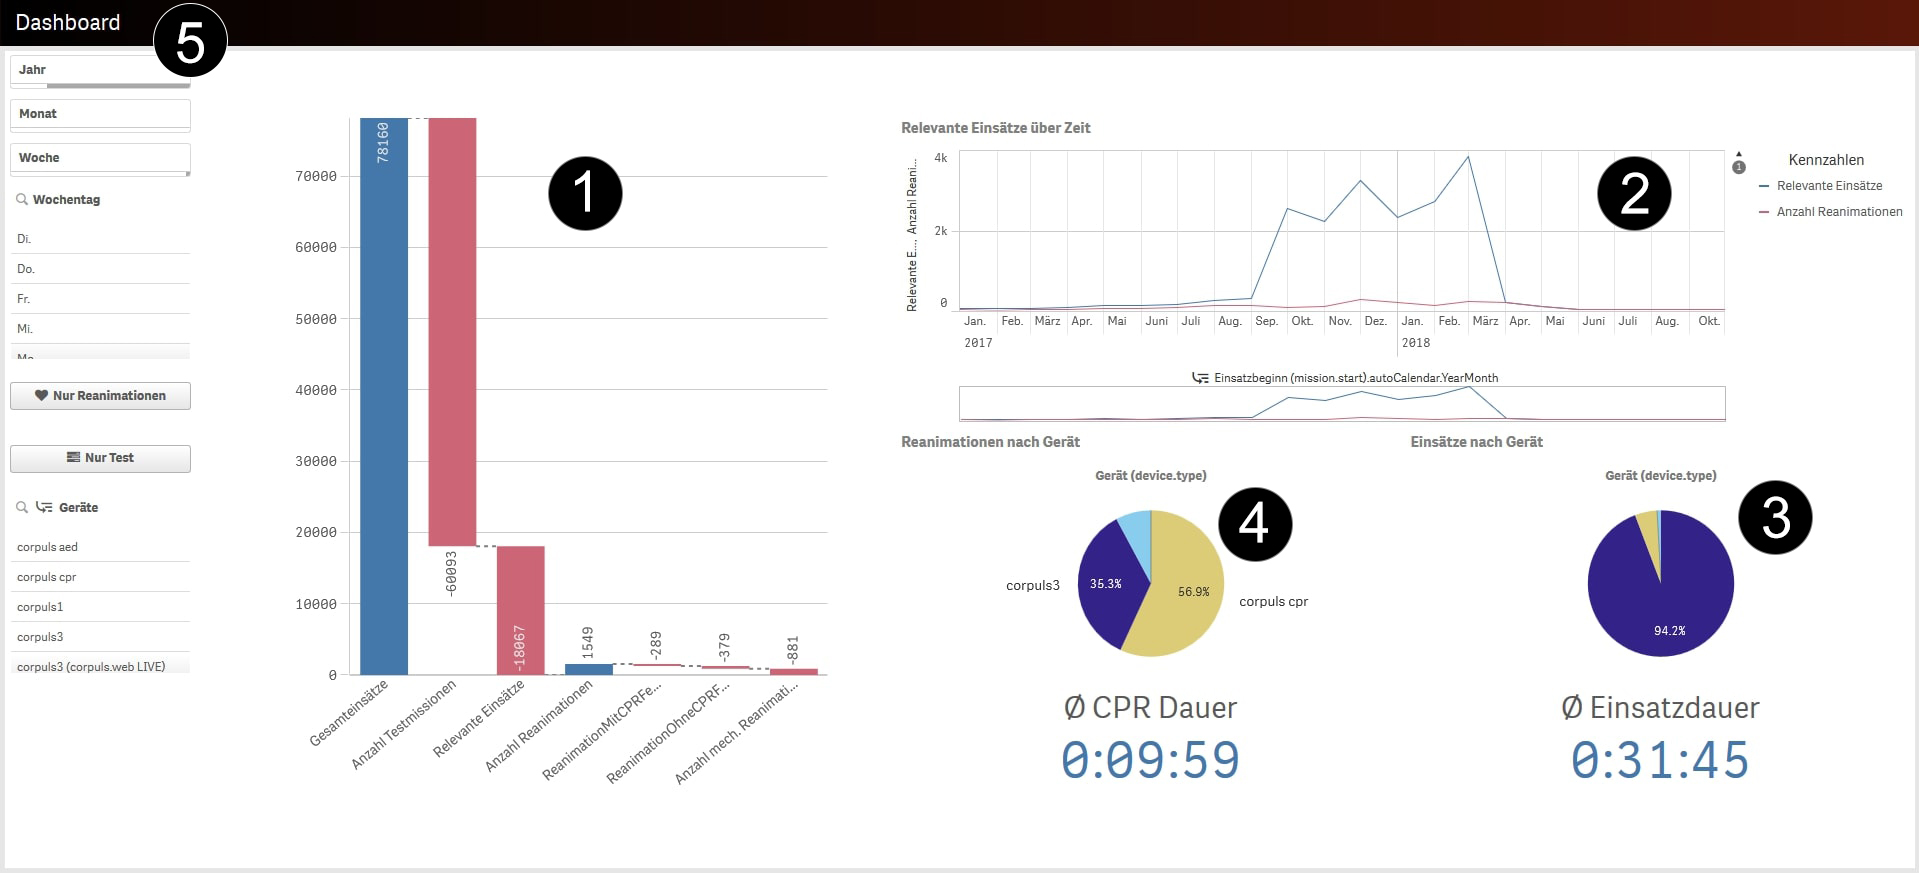 Dashboard
5
Jahr
Monat
Woche
Wochentag
Di.
Do.
Fr.
Mi.
Mo.
Nur Reanimationen
Nur Test
Geräte
corpuls aed
corpuls cpr
corpuls1
corpuls3
corpuls3 (corpuls.web LIVE)
1
70000
60000
50000
40000
30000
20000
10000
0
78160
-60093
-18067
1549
-289
-379
-881
Gesamteinsätze
Anzahl Testmissionen
Relevante Einsätze
Anzahl Reanimationen
ReanimationMitCPRFe...
ReanimationOhneCPRF...
Anzahl mech. Reanimati...
Relevante Einsätze über Zeit
Relevante E..., Anzahl Reani...
4k
2k
0
2
1
Kennzahlen
Relevante Einsätze
Anzahl Reanimationen
Jan. Feb. März Apr. Mai Juni Juli Aug. Sep. Okt. Nov. Dez. Jan. Feb. März Apr. Mai Juni Juli Aug. Okt.
2017 2018
Einsatzbeginn (mission.start).autoCalendar.YearMonth
Reanimationen nach Gerät
Gerät (device.type)
4
corpuls3
35.3%
56.9%
corpuls cpr
Ø CPR Dauer
0:09:59
Einsätze nach Gerät
Gerät (device.type)
3
94.2%
Ø Einsatzdauer
0:31:45